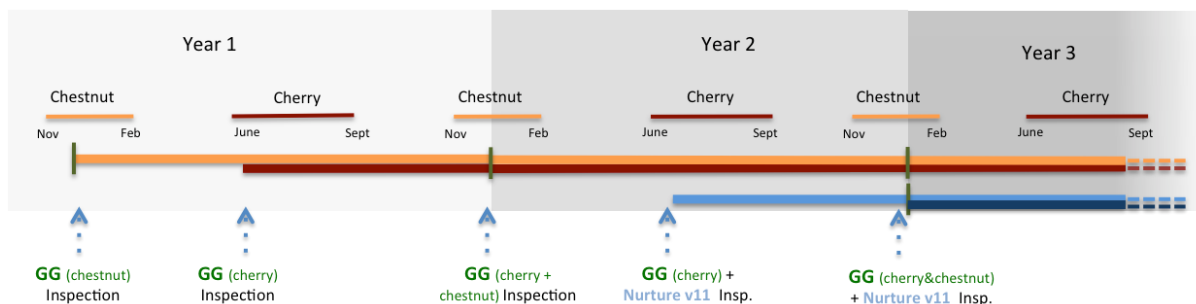 Year 1
Year 2
Year 3
Chestnut
Cherry
Chestnut
Cherry
Chestnut
Cherry
Nov
Feb
June
Sept
Nov
Feb
June
Sept
Nov
Feb
June
Sept
GG (chestnut)
Inspection
GG (cherry)
Inspection
GG (cherry +
chestnut) Inspection
GG (cherry) +
Nurture v11 Insp.
GG (cherry&chestnut)
+ Nurture v11 Insp.